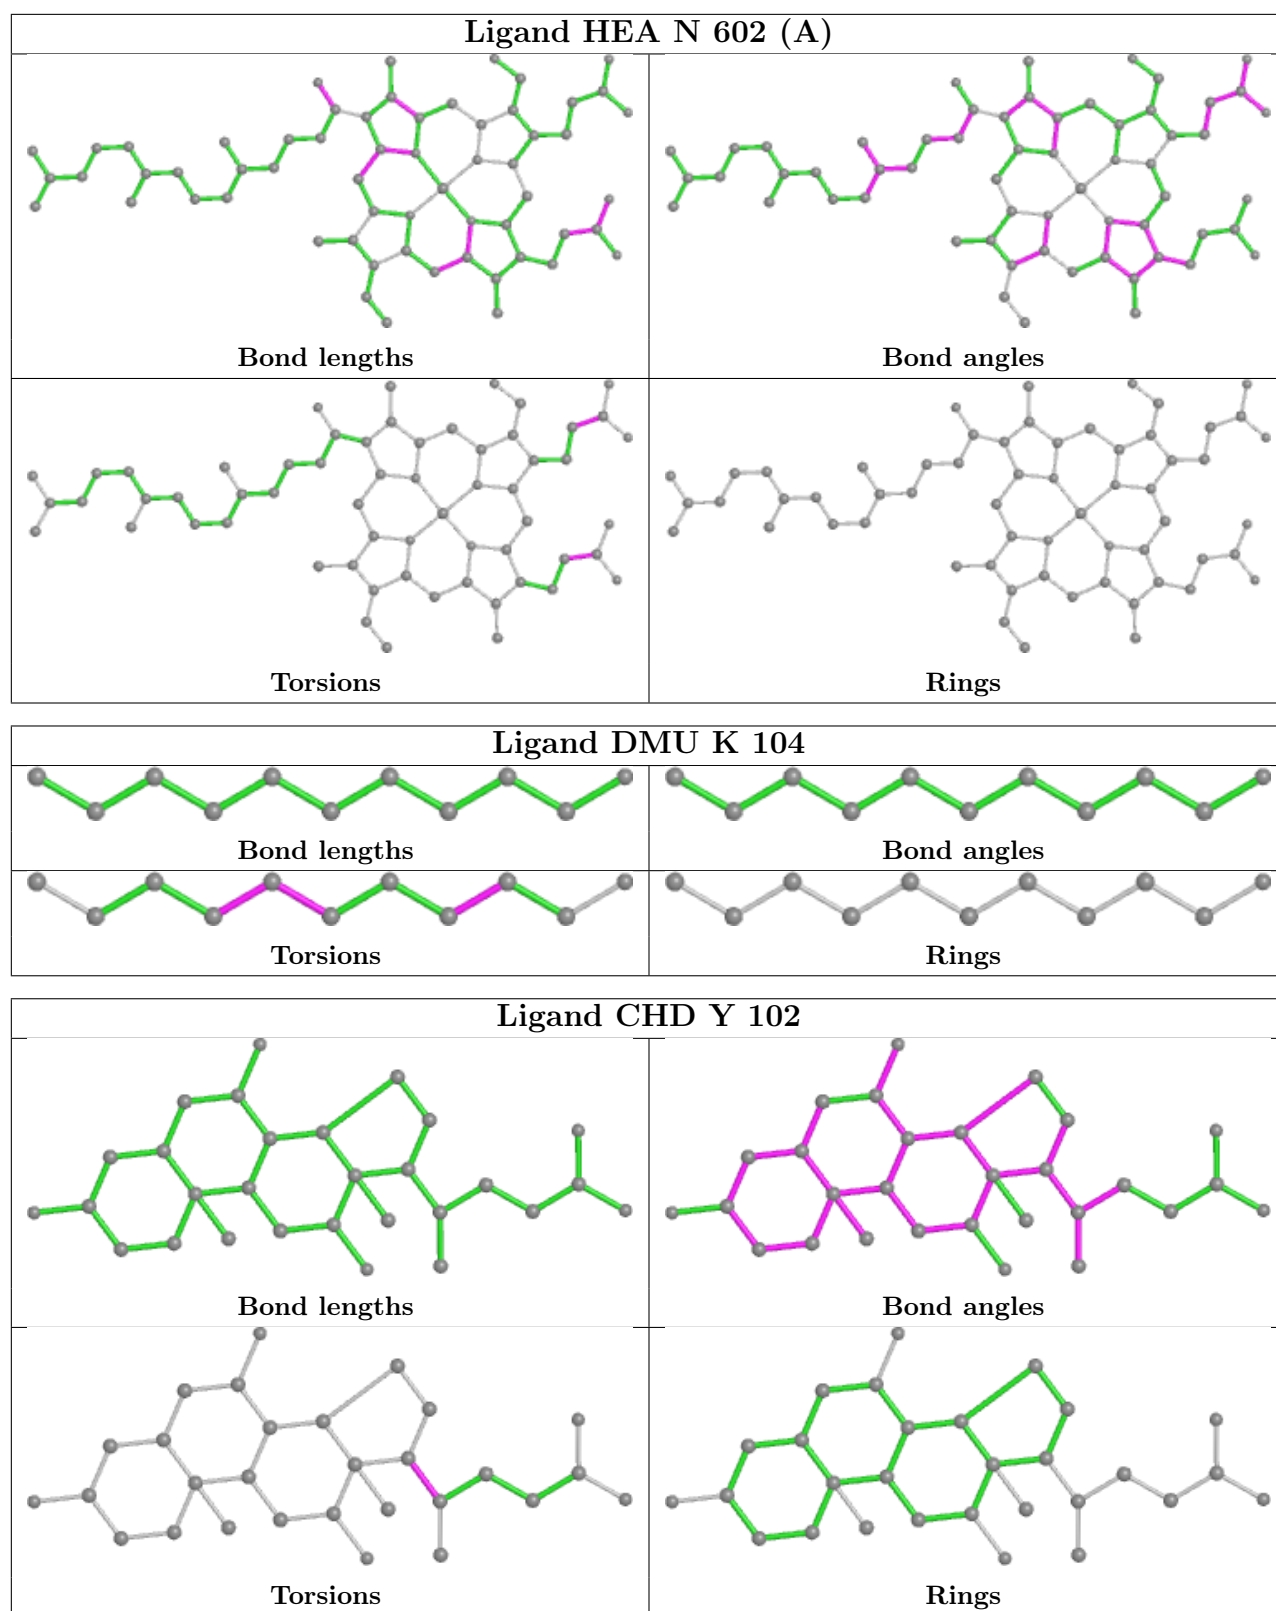 Ligand HEA N 602 (A)
Bond lengths
Bond angles
Torsions
Rings
Ligand DMU K 104
Bond lengths
Bond angles
Torsions
Rings
Ligand CHD Y 102
Bond lengths
Bond angles
Torsions
Rings